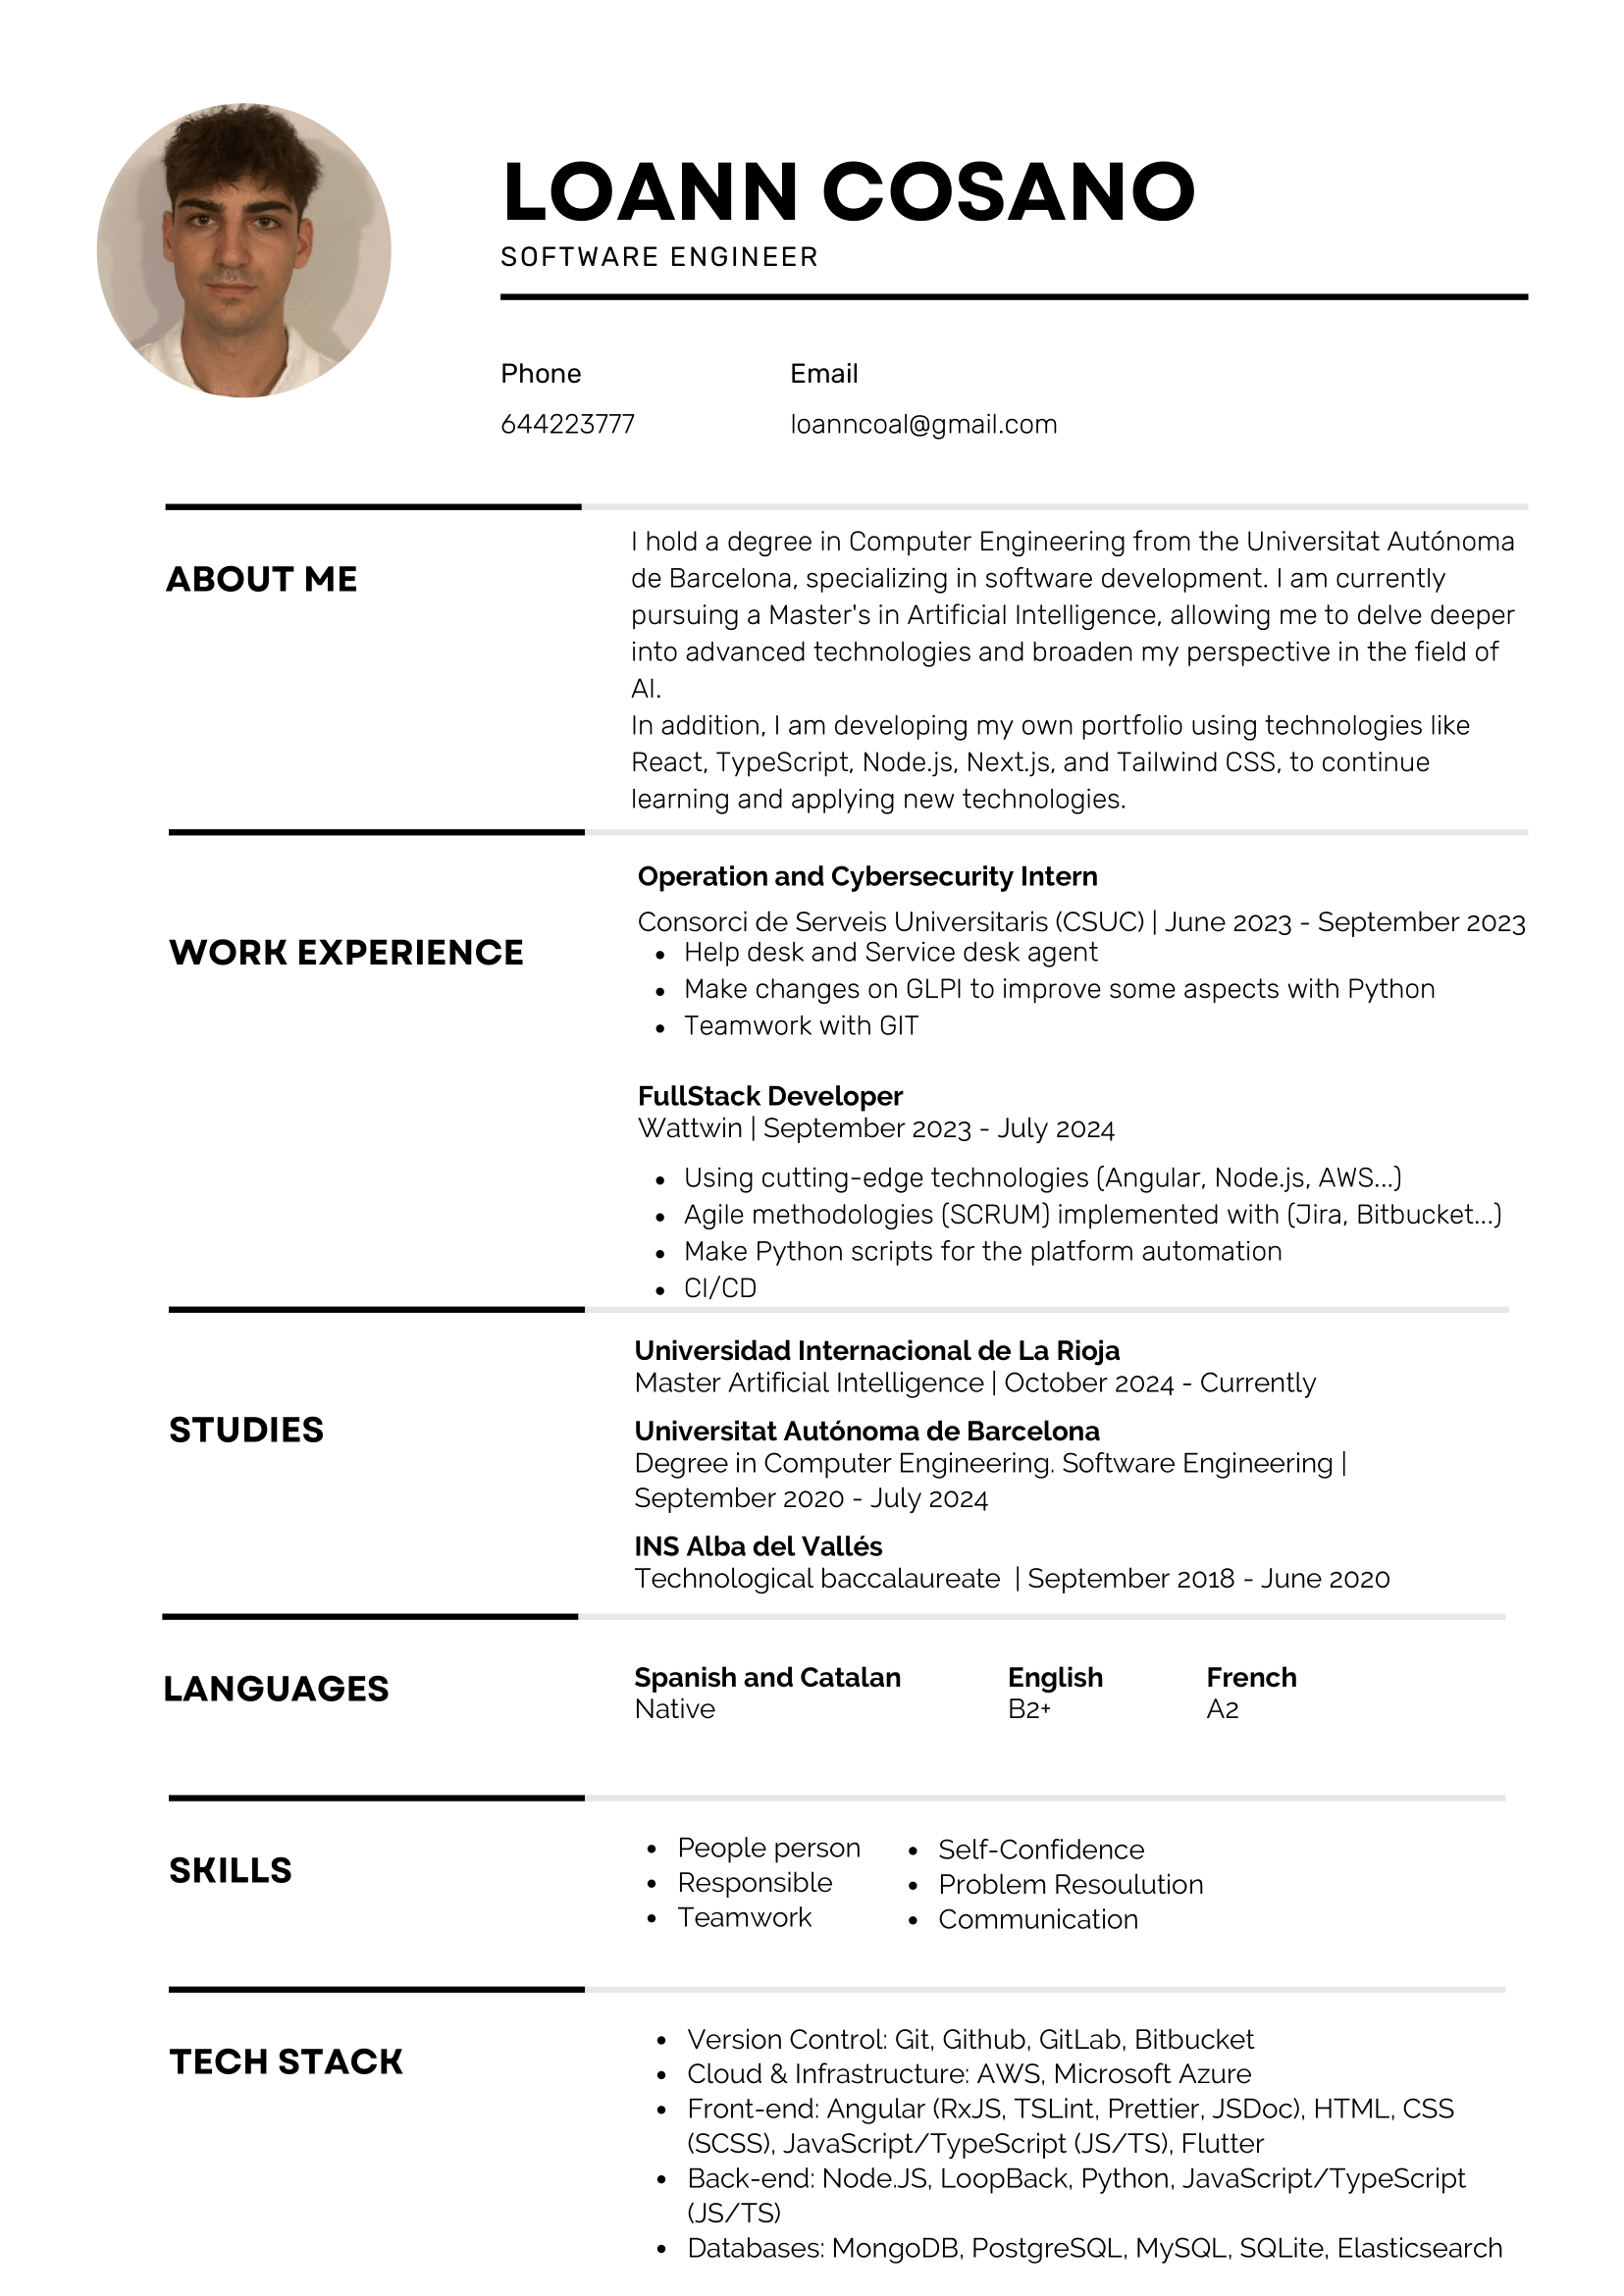 LOANN COSANO
SOFTWARE ENGINEER
Phone
644223777
Email
loanncoal@gmail.com
ABOUT ME
I hold a degree in Computer Engineering from the Universitat Autónoma
de Barcelona, specializing in software development. I am currently
pursuing a Master's in Artificial Intelligence, allowing me to delve deeper
into advanced technologies and broaden my perspective in the field of
AI.
In addition, I am developing my own portfolio using technologies like
React, TypeScript, Node.js, Next.js, and Tailwind CSS, to continue
learning and applying new technologies.
WORK EXPERIENCE
Operation and Cybersecurity Intern
Consorci de Serveis Universitaris (CSUC) | June 2023 - September 2023
• Help desk and Service desk agent
• Make changes on GLPI to improve some aspects with Python
• Teamwork with GIT
FullStack Developer
Wattwin | September 2023 - July 2024
• Using cutting-edge technologies (Angular, Node.js, AWS...)
• Agile methodologies (SCRUM) implemented with (Jira, Bitbucket...)
• Make Python scripts for the platform automation
• CI/CD
STUDIES
Universidad Internacional de La Rioja
Master Artificial Intelligence | October 2024 - Currently
Universitat Autónoma de Barcelona
Degree in Computer Engineering. Software Engineering |
September 2020 - July 2024
INS Alba del Vallés
Technological baccalaureate | September 2018 - June 2020
LANGUAGES
Spanish and Catalan
Native
English
B2+
French
A2
SKILLS
• People person
• Responsible
• Teamwork
• Self-Confidence
• Problem Resoulution
• Communication
TECH STACK
• Version Control: Git, Github, GitLab, Bitbucket
• Cloud & Infrastructure: AWS, Microsoft Azure
• Front-end: Angular (RxJS, TSLint, Prettier, JSDoc), HTML, CSS
(SCSS), JavaScript/TypeScript (JS/TS), Flutter
• Back-end: Node.JS, LoopBack, Python, JavaScript/TypeScript
(JS/TS)
• Databases: MongoDB, PostgreSQL, MySQL, SQLite, Elasticsearch